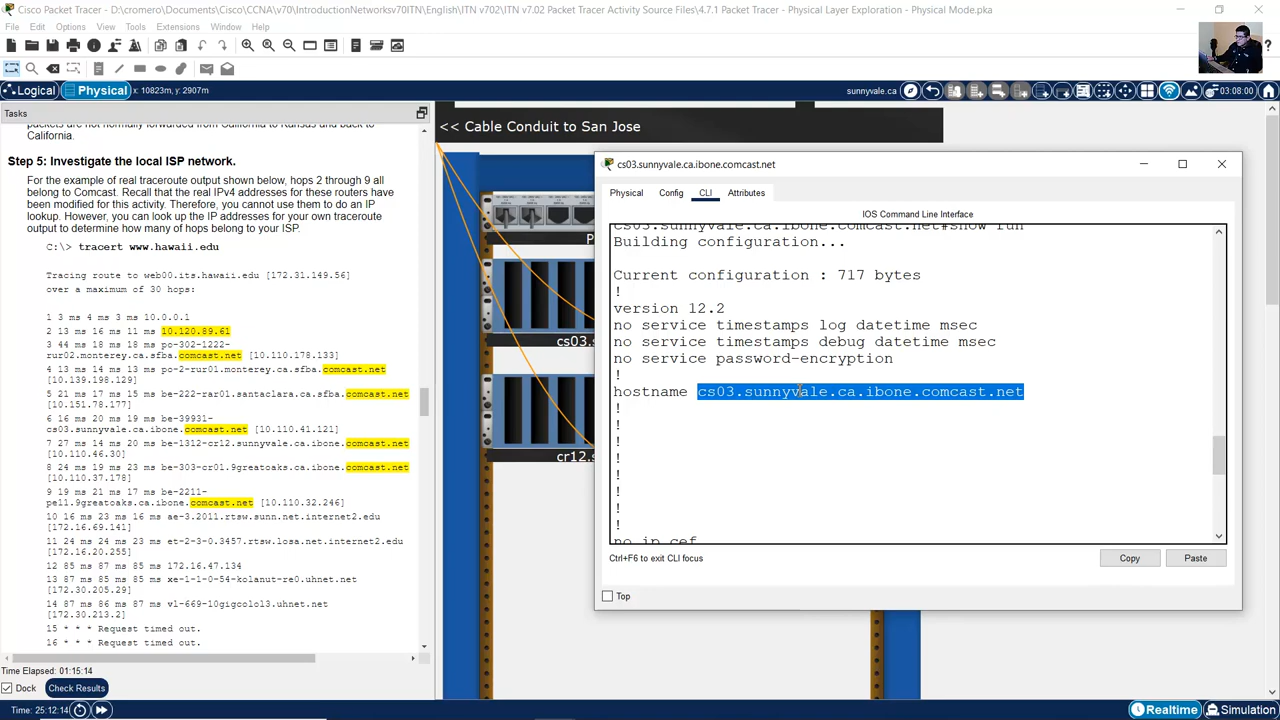 Cisco Packet Tracer - D:\cromero\Documents\Cisco\CCNA\v70\IntroductionNetworksv70ITN\English\ITN v702\ITN v7.02 Packet Tracer Activity Source Files\4.7.1 Packet Tracer - Physical Layer Exploration - Physical Mode.pka
File Edit Options View Tools Extensions Window Help
Logical Physical x: 10823m, y: 2907m sunnyvale.ca 03:08:00
Tasks
packets are not normally forwarded from California to Kansas and back to
California.
Step 5: Investigate the local ISP network.
For the example of real traceroute output shown below, hops 2 through 9 all
belong to Comcast. Recall that the real IPv4 addresses for these routers have
been modified for this activity. Therefore, you cannot use them to do an IP
lookup. However, you can look up the IP addresses for your own traceroute
output to determine how many of hops belong to your ISP.
C:\> tracert www.hawaii.edu
Tracing route to web00.its.hawaii.edu [172.31.149.56]
over a maximum of 30 hops:
1 3 ms 4 ms 3 ms 10.0.0.1
2 13 ms 16 ms 11 ms 10.120.89.61
3 44 ms 18 ms 13 ms po-302-1222-
rur02.monterey.ca.sfba.comcast.net [10.110.178.133]
4 13 ms 14 ms 13 ms po-2-rur01.monterey.ca.sfba.comcast.net
[10.139.198.129]
5 21 ms 17 ms 15 ms be-222-rar01.santaclara.ca.sfba.comcast.net
[10.151.78.177]
6 16 ms 20 ms 19 ms be-39931-
cs03.sunnyvale.ca.ibone.comcast.net [10.110.41.121]
7 27 ms 14 ms 20 ms be-1312-cr12.sunnyvale.ca.ibone.comcast.net
[10.110.46.30]
8 24 ms 19 ms 23 ms be-303-cr01.9greatoaks.ca.ibone.comcast.net
[10.110.37.178]
9 19 ms 21 ms 17 ms be-2211-
pe11.9greatoaks.ca.ibone.comcast.net [10.110.32.246]
10 16 ms 23 ms 16 ms ae-3.2011.rtsw.sunn.net.internet2.edu
[172.16.69.141]
11 24 ms 24 ms 23 ms et-2-3-0.3457.rtsw.losa.net.internet2.edu
[172.16.20.255]
12 85 ms 87 ms 85 ms 172.16.47.134
13 87 ms 85 ms 85 ms xe-1-1-0-54-kolanut-re0.uhnet.net
[172.30.205.29]
14 87 ms 86 ms 87 ms vl-669-10gigcolol3.uhnet.net
[172.30.213.2]
15 * * * Request timed out.
16 * * * Request timed out.
Time Elapsed: 01:15:14
Dock Check Results
Time: 25:12:14
<< Cable Conduit to San Jose
cs03.
cr12.s
cs03.sunnyvale.ca.ibone.comcast.net
Physical Config CLI Attributes
IOS Command Line Interface
cs03.sunnyvale.ca.ibone.comcast.net#show run
Building configuration...
Current configuration : 717 bytes
!
version 12.2
no service timestamps log datetime msec
no service timestamps debug datetime msec
no service password-encryption
!
hostname cs03.sunnyvale.ca.ibone.comcast.net
!
!
!
!
!
!
!
!
no ip cef
Ctrl+F6 to exit CLI focus
Copy Paste
Top
Realtime Simulation